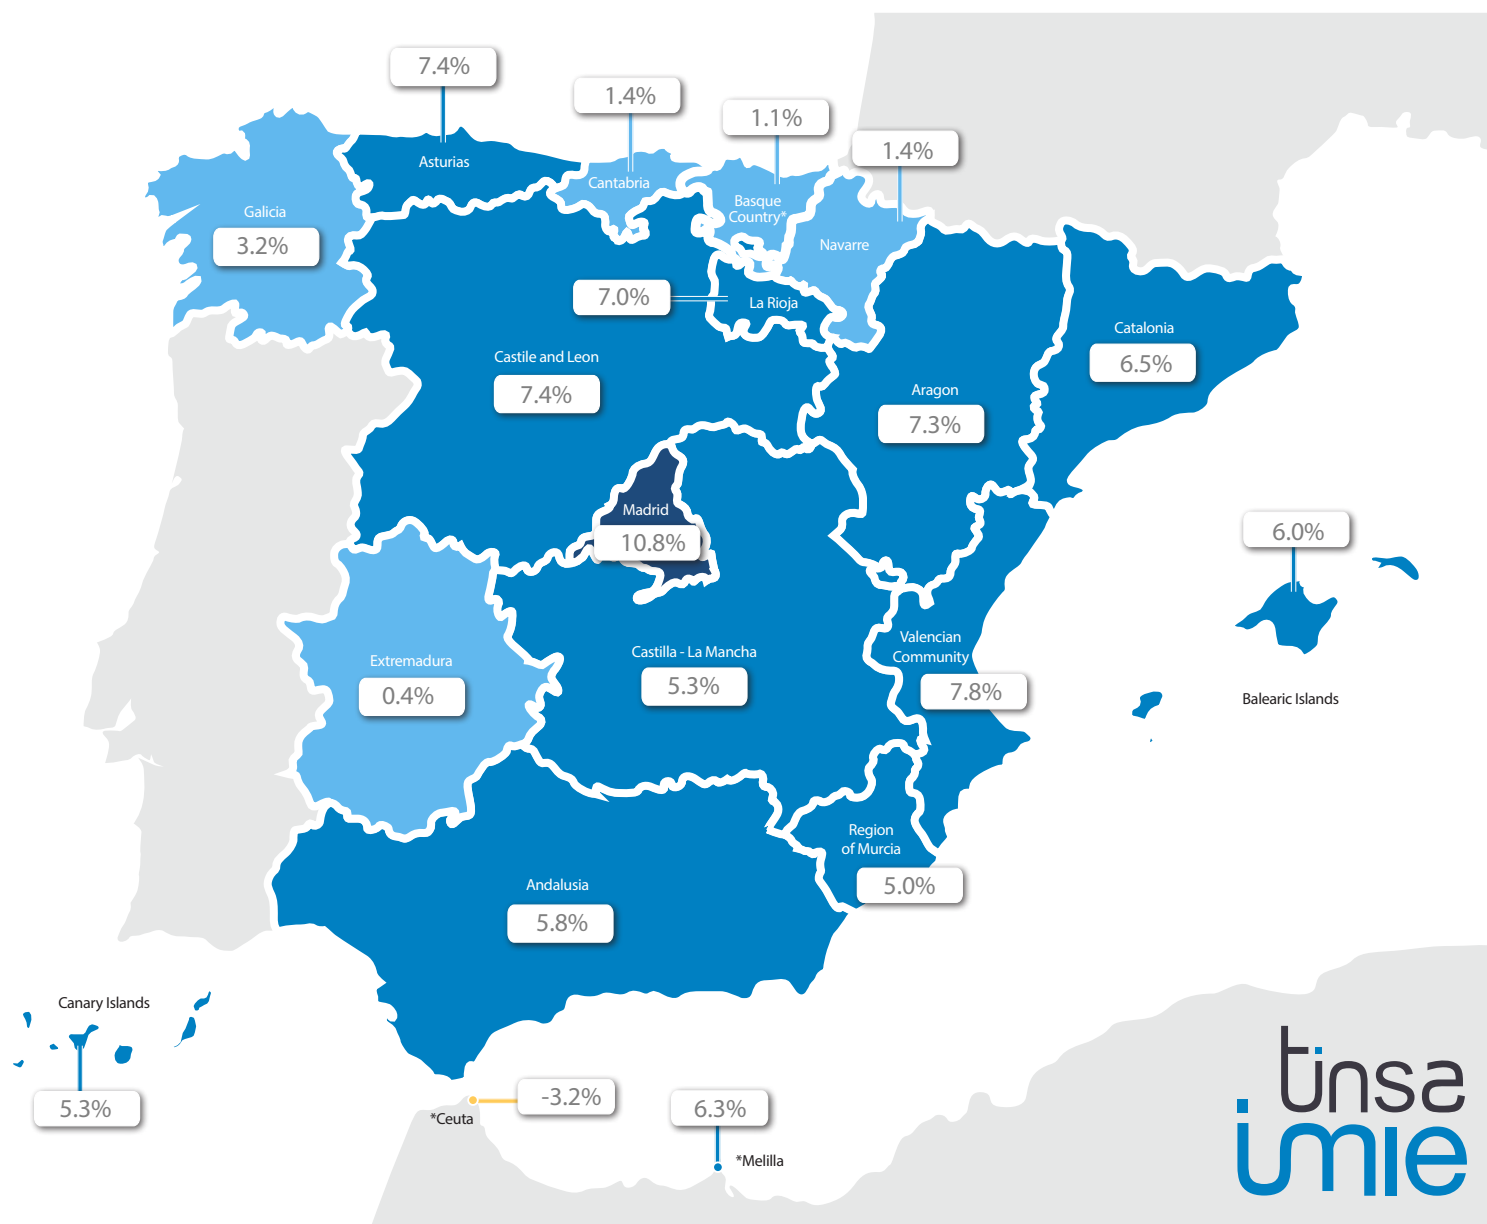 7.4%
Asturias
1.4%
Cantabria
1.1%
Basque
Country*
1.4%
Navarre
Galicia
3.2%
7.0%
La Rioja
Castile and Leon
7.4%
Aragon
7.3%
Catalonia
6.5%
Madrid
10.8%
6.0%
Balearic Islands
Extremadura
0.4%
Castilla - La Mancha
5.3%
Valencian
Community
7.8%
Region
of Murcia
5.0%
Andalusia
5.8%
Canary Islands
5.3%
-3.2%
*Ceuta
6.3%
*Melilla
tinsa
imie